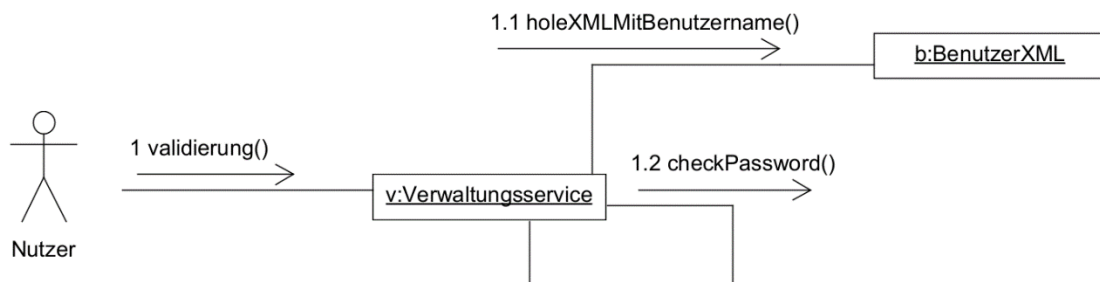 1.1 holeXMLMitBenutzername()
b:BenutzerXML
1 validierung()
1.2 checkPassword()
v:Verwaltungsservice
Nutzer